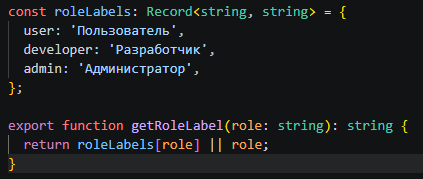 const roleLabels: Record<string, string> = {
  user: 'Пользователь',
  developer: 'Разработчик',
  admin: 'Администратор',
};

export function getRoleLabel(role: string): string {
  return roleLabels[role] || role;
}